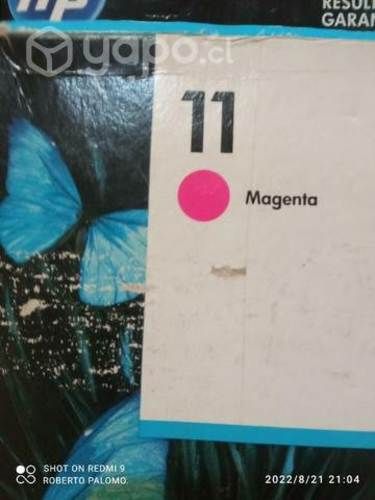 hp
yapo.cl
RESUL
GARAN
11
Magenta
SHOT ON REDMI 9
ROBERTO PALOMO.
2022/8/21 21:04